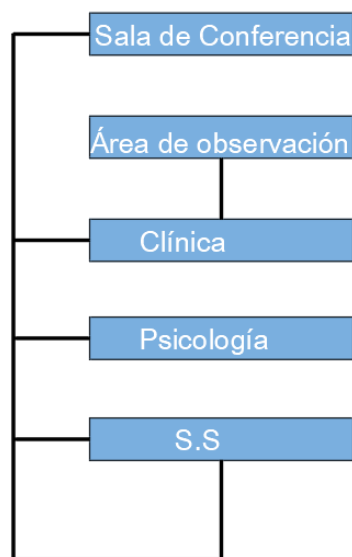 Sala de Conferencia
Área de observación
Clínica
Psicología
S.S